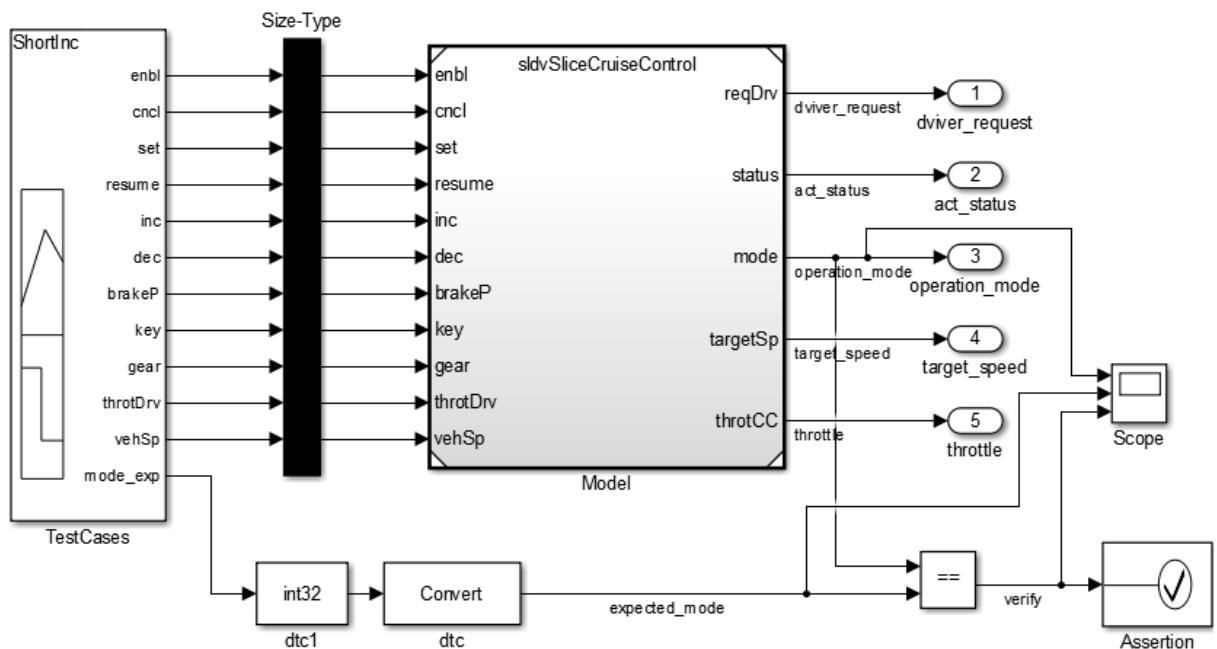 Size-Type
ShortInc
enbl
cncl
set
resume
inc
dec
brakeP
key
gear
throtDrv
vehSp
mode_exp
TestCases
sldvSliceCruiseControl
enbl
cncl
set
resume
inc
dec
brakeP
key
gear
throtDrv
vehSp
reqDrv
status
mode
targetSp
throtCC
Model
dviver_request
1
dviver_request
act_status
2
act_status
operation_mode
3
operation_mode
target_speed
4
target_speed
throttle
5
throttle
Scope
int32
dtc1
Convert
dtc
expected_mode
==
verify
Assertion